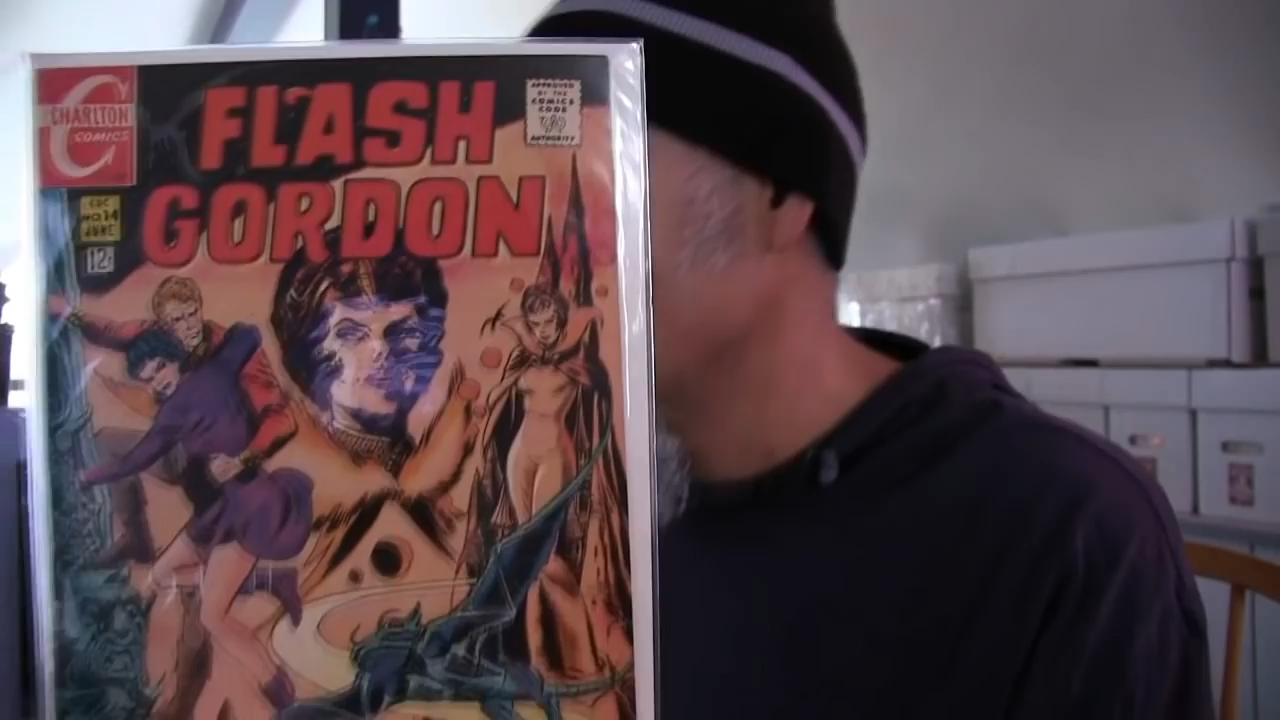 CHARLTON
COMICS
FLASH
GORDON
APPROVED
BY THE
COMICS
CODE
AUTHORITY
CDC
NO.14
JUNE
12¢